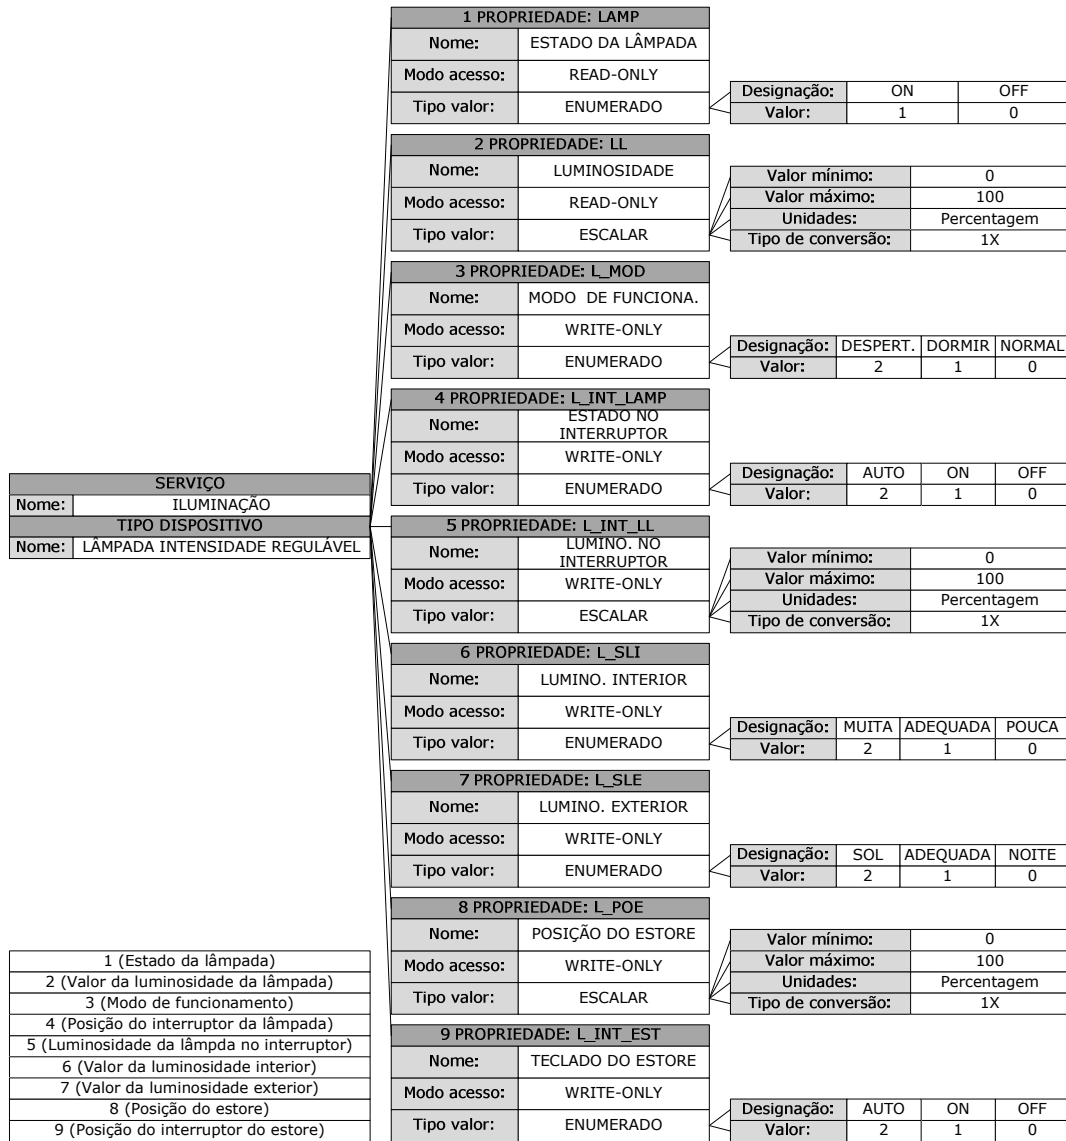 SERVIÇO
Nome: ILUMINAÇÃO
TIPO DISPOSITIVO
Nome: LÂMPADA INTENSIDADE REGULÁVEL
1 PROPRIEDADE: LAMP
Nome: ESTADO DA LÂMPADA
Modo acesso: READ-ONLY
Tipo valor: ENUMERADO
Designação: ON OFF
Valor: 1 0
2 PROPRIEDADE: LL
Nome: LUMINOSIDADE
Modo acesso: READ-ONLY
Tipo valor: ESCALAR
Valor mínimo: 0
Valor máximo: 100
Unidades: Percentagem
Tipo de conversão: 1X
3 PROPRIEDADE: L_MOD
Nome: MODO DE FUNCIONA.
Modo acesso: WRITE-ONLY
Tipo valor: ENUMERADO
Designação: DESPERT. DORMIR NORMAL
Valor: 2 1 0
4 PROPRIEDADE: L_INT_LAMP
Nome: ESTADO NO
INTERRUPTOR
Modo acesso: WRITE-ONLY
Tipo valor: ENUMERADO
Designação: AUTO ON OFF
Valor: 2 1 0
5 PROPRIEDADE: L_INT_LL
Nome: LUMINO. NO
INTERRUPTOR
Modo acesso: WRITE-ONLY
Tipo valor: ESCALAR
Valor mínimo: 0
Valor máximo: 100
Unidades: Percentagem
Tipo de conversão: 1X
6 PROPRIEDADE: L_SLI
Nome: LUMINO. INTERIOR
Modo acesso: WRITE-ONLY
Tipo valor: ENUMERADO
Designação: MUITA ADEQUADA POUCA
Valor: 2 1 0
7 PROPRIEDADE: L_SLE
Nome: LUMINO. EXTERIOR
Modo acesso: WRITE-ONLY
Tipo valor: ENUMERADO
Designação: SOL ADEQUADA NOITE
Valor: 2 1 0
8 PROPRIEDADE: L_POE
Nome: POSIÇÃO DO ESTORE
Modo acesso: WRITE-ONLY
Tipo valor: ESCALAR
Valor mínimo: 0
Valor máximo: 100
Unidades: Percentagem
Tipo de conversão: 1X
9 PROPRIEDADE: L_INT_EST
Nome: TECLADO DO ESTORE
Modo acesso: WRITE-ONLY
Tipo valor: ENUMERADO
Designação: AUTO ON OFF
Valor: 2 1 0
1 (Estado da lâmpada)
2 (Valor da luminosidade da lâmpada)
3 (Modo de funcionamento)
4 (Posição do interruptor da lâmpada)
5 (Luminosidade da lâmpda no interruptor)
6 (Valor da luminosidade interior)
7 (Valor da luminosidade exterior)
8 (Posição do estore)
9 (Posição do interruptor do estore)